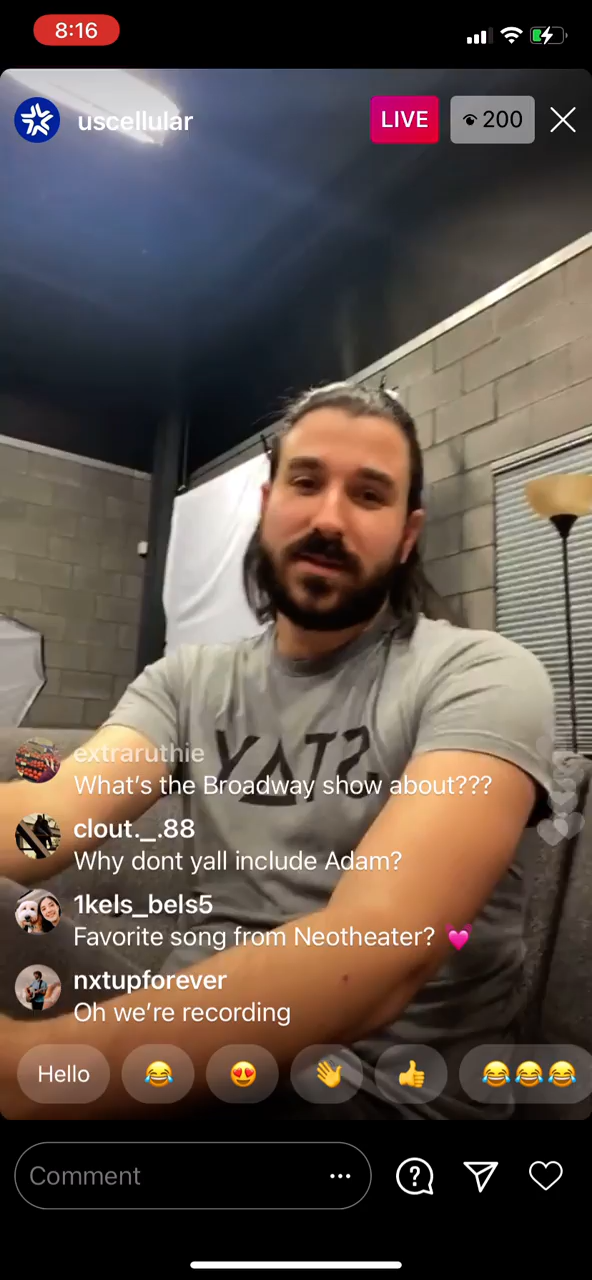 8:16
uscellular
LIVE
200
extraruthie
What's the Broadway show about???
clout._.88
Why dont yall include Adam?
1kels_bels5
Favorite song from Neotheater? 💓
nxtupforever
Oh we're recording
Hello
😂
😍
👋
👍
😂😂😂
Comment